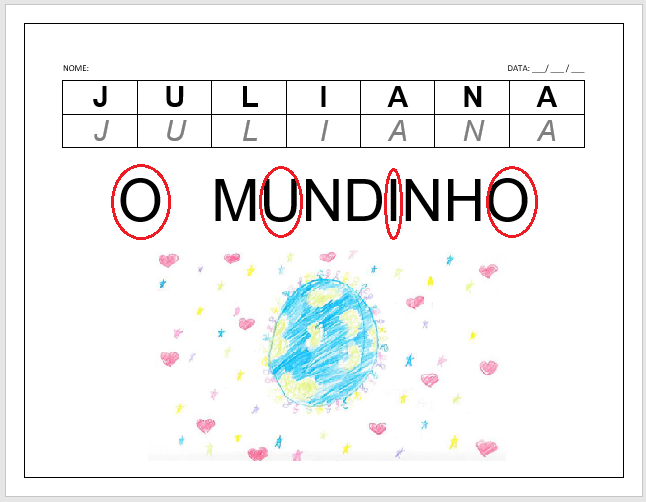 NOME: DATA: ___/ ___ / ___
J U L I A N A
J U L I A N A
O MUNDINHO